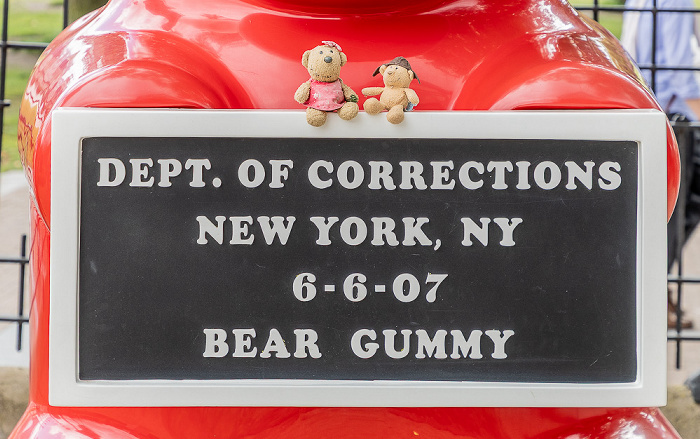 DEPT. OF CORRECTIONS
NEW YORK, NY
6-6-07
BEAR GUMMY